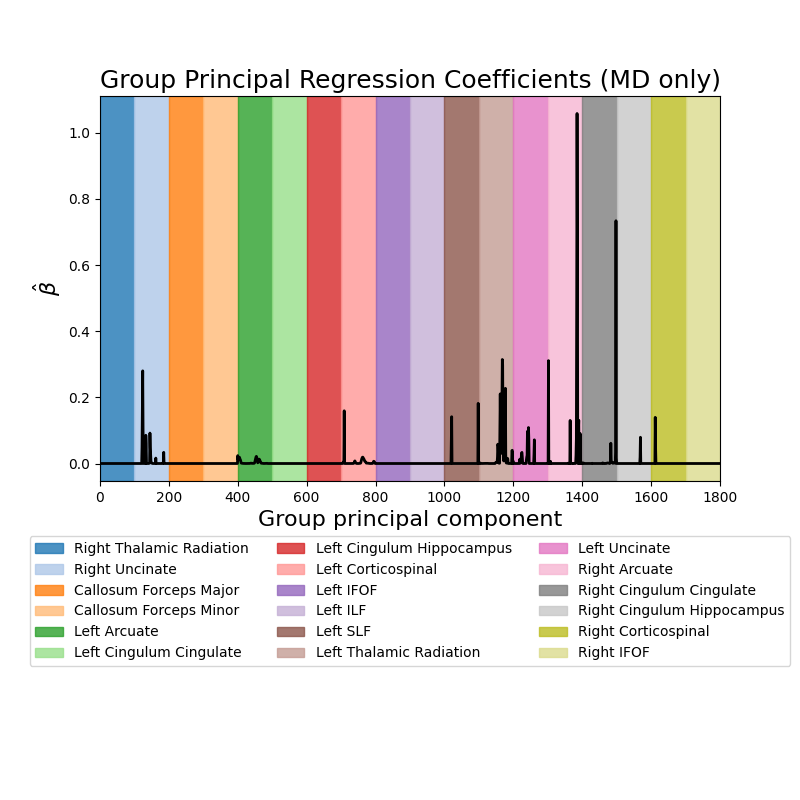 Group Principal Regression Coefficients (MD only)
1.0
0.8
0.6
0.4
0.2
0.0
β̂
0 200 400 600 800 1000 1200 1400 1600 1800
Group principal component
Right Thalamic Radiation Left Cingulum Hippocampus Left Uncinate
Right Uncinate Left Corticospinal Right Arcuate
Callosum Forceps Major Left IFOF Right Cingulum Cingulate
Callosum Forceps Minor Left ILF Right Cingulum Hippocampus
Left Arcuate Left SLF Right Corticospinal
Left Cingulum Cingulate Left Thalamic Radiation Right IFOF